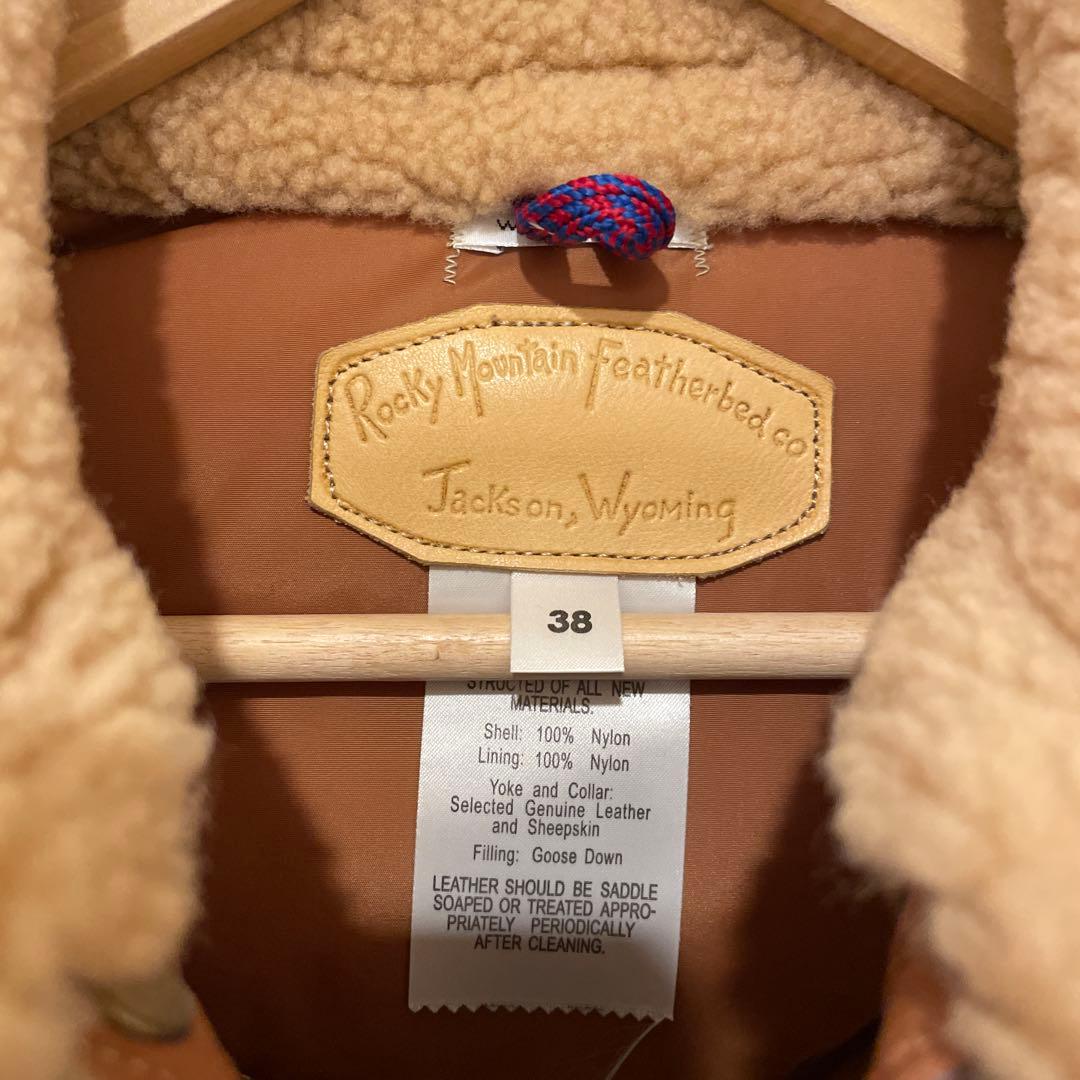 Rocky Mountain Featherbed co
Jackson, Wyoming
38
STRUCTED OF ALL NEW
MATERIALS.
Shell: 100% Nylon
Lining: 100% Nylon
Yoke and Collar:
Selected Genuine Leather
and Sheepskin
Filling: Goose Down
LEATHER SHOULD BE SADDLE
SOAPED OR TREATED APPRO-
PRIATELY PERIODICALLY
AFTER CLEANING.